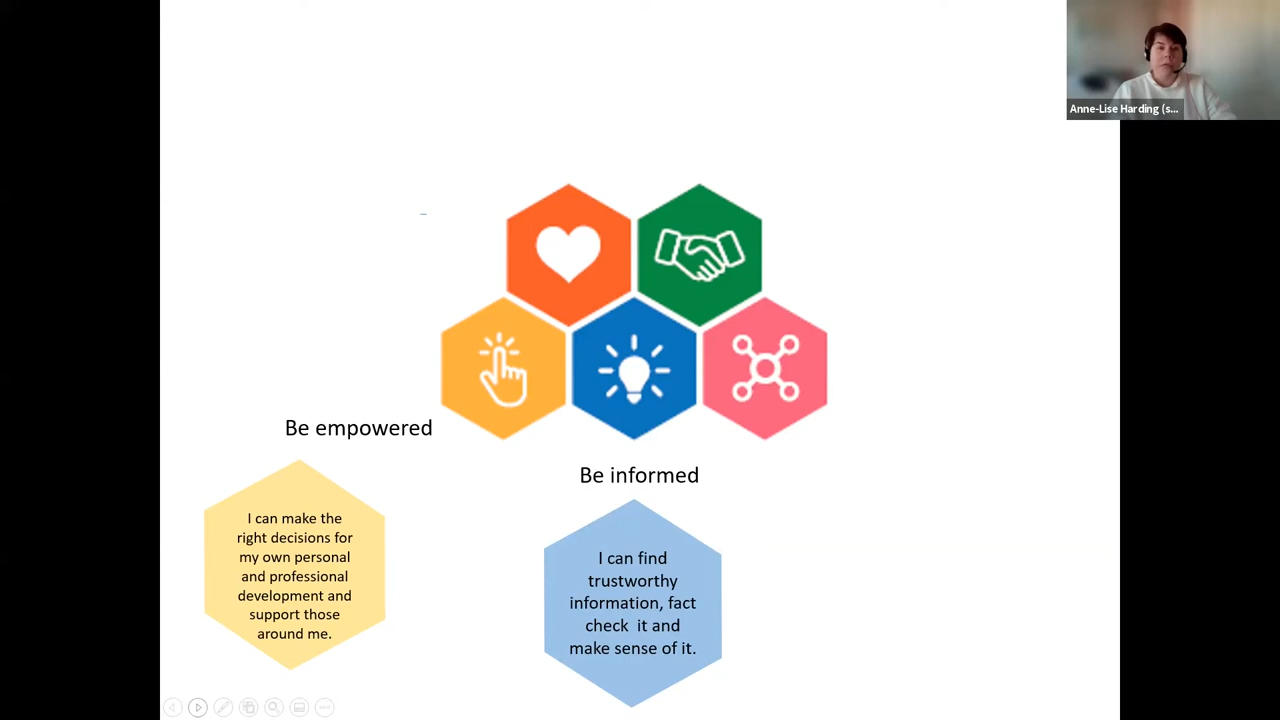 Anne-Lise Harding (s...
Be empowered
Be informed
I can make the
right decisions for
my own personal
and professional
development and
support those
around me.
I can find
trustworthy
information, fact
check  it and
make sense of it.